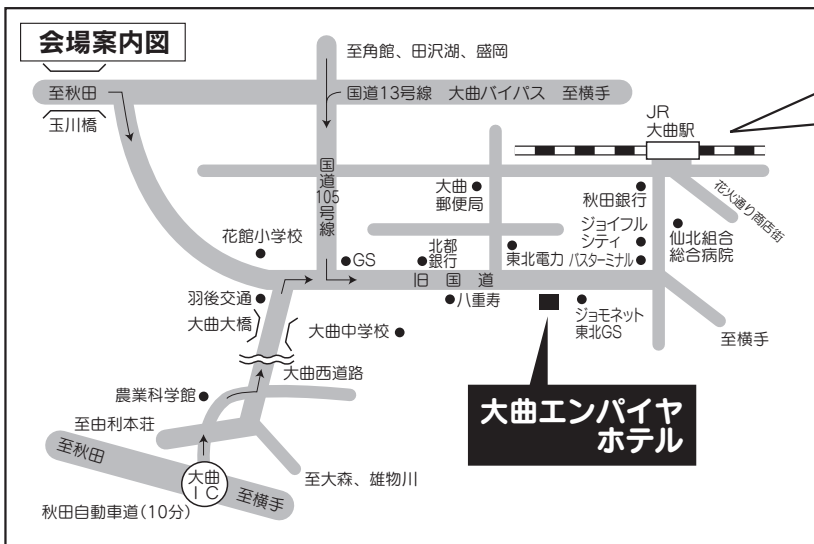 会場案内図
至角館、田沢湖、盛岡
至秋田
国道13号線 大曲バイパス 至横手
玉川橋
JR
大曲駅
国道105号線
大曲
郵便局
秋田銀行
花火通り商店街
花館小学校
GS
北都
銀行
東北電力
ジョイフル
シティ
バスターミナル
仙北組合
総合病院
旧国道
羽後交通
大曲大橋
大曲中学校
八重寿
ジョモネット
東北GS
至横手
大曲西道路
農業科学館
大曲エンパイヤ
ホテル
至由利本荘
至秋田
大曲
IC
至横手
至大森、雄物川
秋田自動車道(10分)